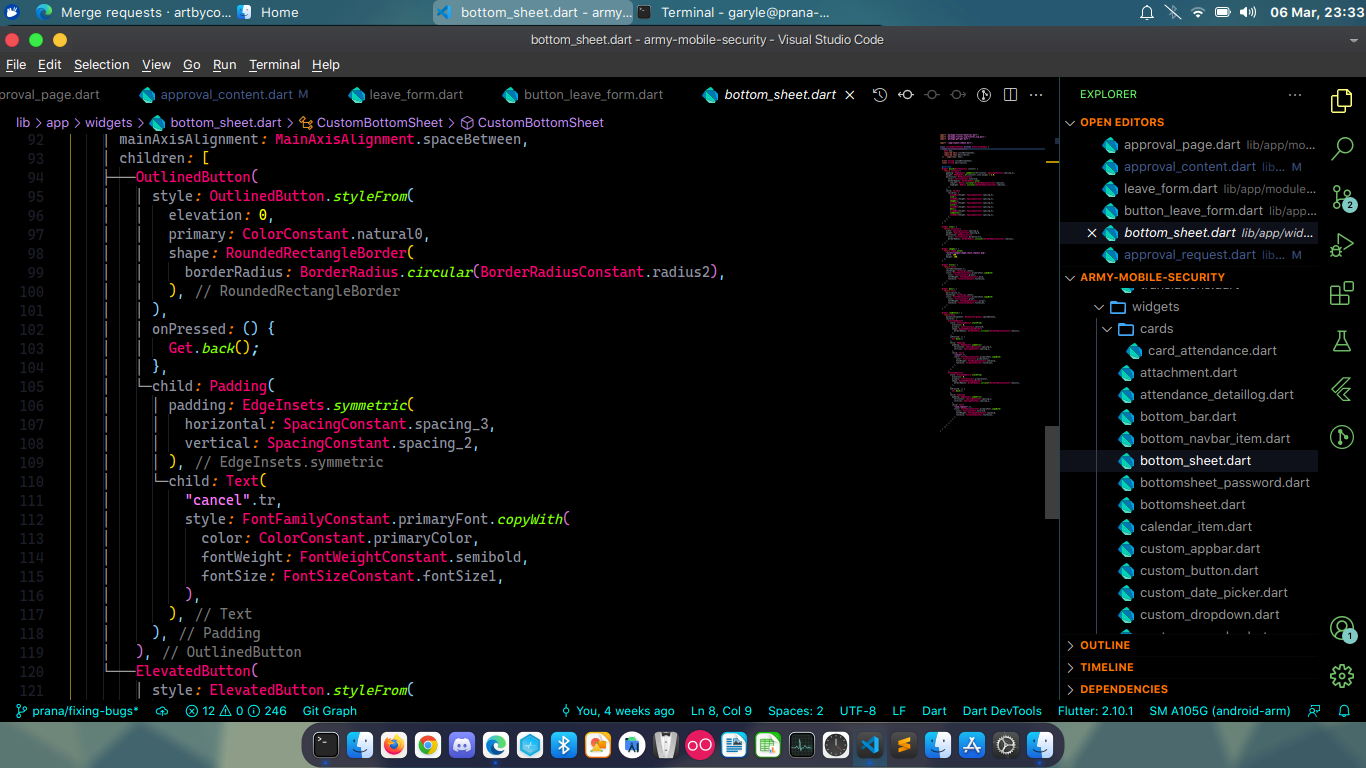 Merge requests · artbyco...
Home
bottom_sheet.dart - army...
Terminal - garyle@prana-...
06 Mar, 23:33
bottom_sheet.dart - army-mobile-security - Visual Studio Code
File Edit Selection View Go Run Terminal Help
proval_page.dart
approval_content.dart M
leave_form.dart
button_leave_form.dart
bottom_sheet.dart
lib > app > widgets > bottom_sheet.dart > CustomBottomSheet > CustomBottomSheet
92 mainAxisAlignment: MainAxisAlignment.spaceBetween,
93 children: [
94 OutlinedButton(
95 style: OutlinedButton.styleFrom(
96 elevation: 0,
97 primary: ColorConstant.natural0,
98 shape: RoundedRectangleBorder(
99 borderRadius: BorderRadius.circular(BorderRadiusConstant.radius2),
100 ), // RoundedRectangleBorder
101 ),
102 onPressed: () {
103 Get.back();
104 },
105 child: Padding(
106 padding: EdgeInsets.symmetric(
107 horizontal: SpacingConstant.spacing_3,
108 vertical: SpacingConstant.spacing_2,
109 ), // EdgeInsets.symmetric
110 child: Text(
111 "cancel".tr,
112 style: FontFamilyConstant.primaryFont.copyWith(
113 color: ColorConstant.primaryColor,
114 fontWeight: FontWeightConstant.semibold,
115 fontSize: FontSizeConstant.fontSize1,
116 ),
117 ), // Text
118 ), // Padding
119 ), // OutlinedButton
120 ElevatedButton(
121 style: ElevatedButton.styleFrom(
EXPLORER
OPEN EDITORS
approval_page.dart lib/app/mo...
approval_content.dart lib... M
leave_form.dart lib/app/module...
button_leave_form.dart lib/app...
bottom_sheet.dart lib/app/wid...
approval_request.dart lib... M
ARMY-MOBILE-SECURITY
widgets
cards
card_attendance.dart
attachment.dart
attendance_detaillog.dart
bottom_bar.dart
bottom_navbar_item.dart
bottom_sheet.dart
bottomsheet_password.dart
bottomsheet.dart
calendar_item.dart
custom_appbar.dart
custom_button.dart
custom_date_picker.dart
custom_dropdown.dart
OUTLINE
TIMELINE
DEPENDENCIES
2
1
prana/fixing-bugs* 12 0 246 Git Graph You, 4 weeks ago Ln 8, Col 9 Spaces: 2 UTF-8 LF Dart Dart DevTools Flutter: 2.10.1 SM A105G (android-arm)